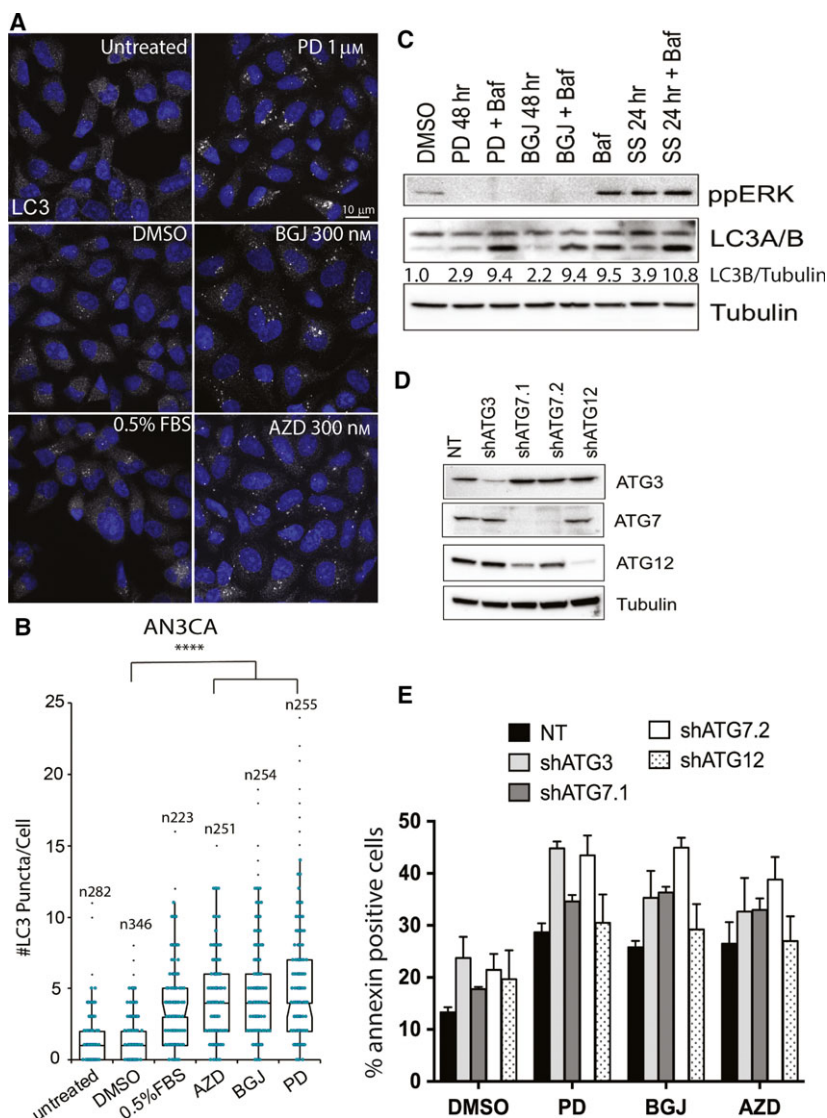 A
Untreated
LC3
PD 1 μM
10 μm
DMSO
BGJ 300 nM
0.5% FBS
AZD 300 nM
B
AN3CA
****
#LC3 Puncta/Cell
25
20
15
10
5
0
n282
n346
n223
n251
n254
n255
untreated
DMSO
0.5%FBS
AZD
BGJ
PD
C
DMSO
PD 48 hr
PD + Baf
BGJ 48 hr
BGJ + Baf
Baf
SS 24 hr
SS 24 hr + Baf
ppERK
LC3A/B
1.0 2.9 9.4 2.2 9.4 9.5 3.9 10.8 LC3B/Tubulin
Tubulin
D
NT
shATG3
shATG7.1
shATG7.2
shATG12
ATG3
ATG7
ATG12
Tubulin
E
NT
shATG3
shATG7.1
shATG7.2
shATG12
% annexin positive cells
50
40
30
20
10
0
DMSO
PD
BGJ
AZD